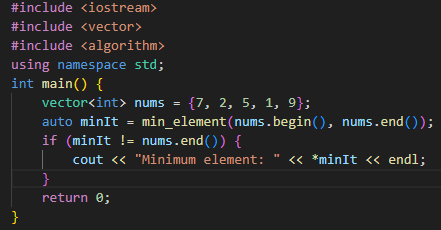 #include <iostream>
#include <vector>
#include <algorithm>
using namespace std;
int main() {
    vector<int> nums = {7, 2, 5, 1, 9};
    auto minIt = min_element(nums.begin(), nums.end());
    if (minIt != nums.end()) {
        cout << "Minimum element: " << *minIt << endl;
    }
    return 0;
}